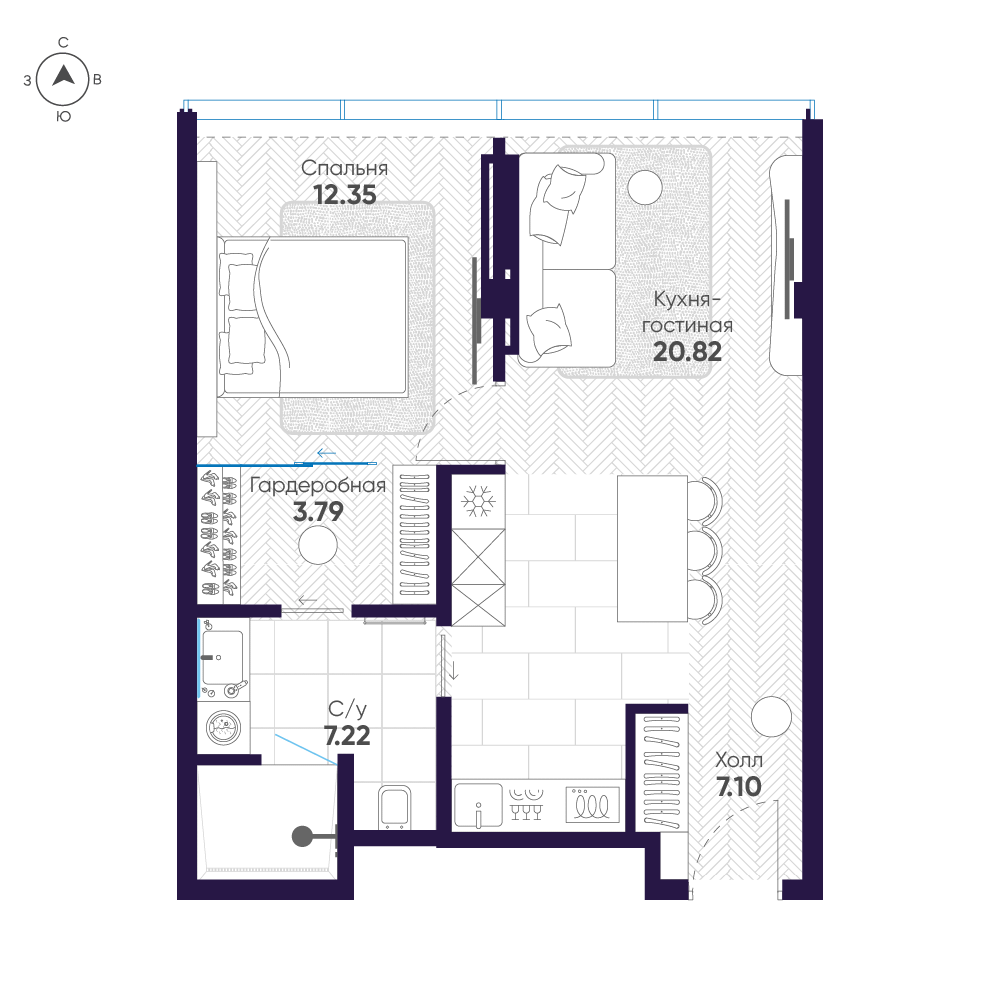 С
З
В
Ю
Спальня
12.35
Кухня-
гостиная
20.82
Гардеробная
3.79
С/у
7.22
Холл
7.10